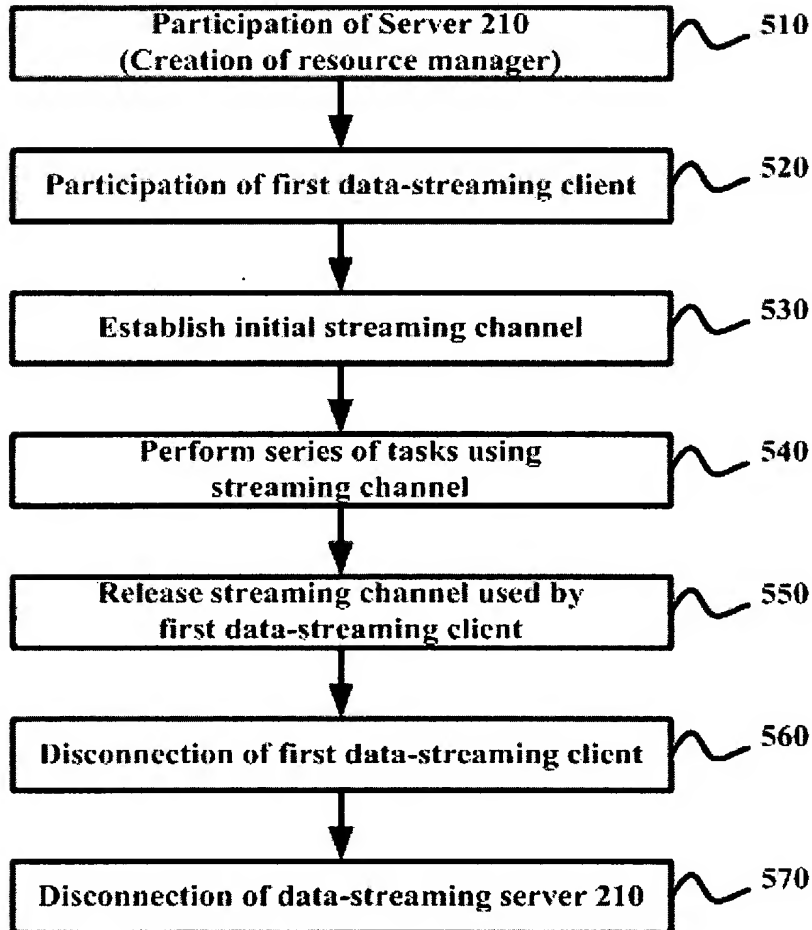 Participation of Server 210
(Creation of resource manager)
510
Participation of first data-streaming client
520
Establish initial streaming channel
530
Perform series of tasks using
streaming channel
540
Release streaming channel used by
first data-streaming client
550
Disconnection of first data-streaming client
560
Disconnection of data-streaming server 210
570